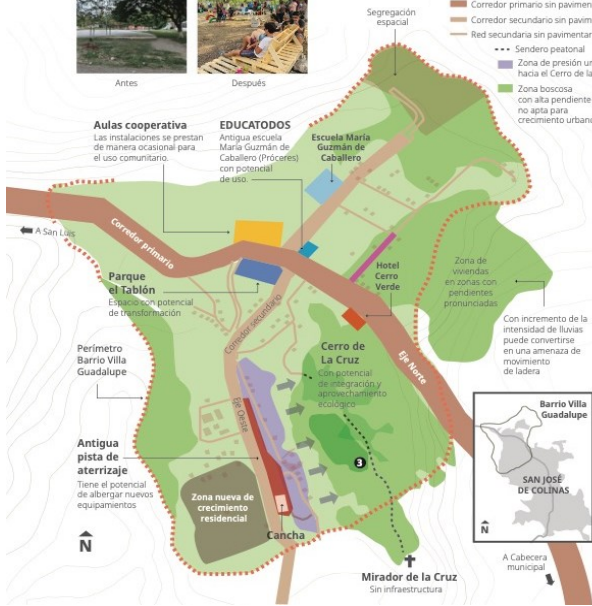 Antes
Después
Segregación
espacial
Corredor primario sin pavimen
Corredor secundario sin pavim
Red secundaria sin pavimentar
Sendero peatonal
Zona de presión ur
hacia el Cerro de la
Zona boscosa
con alta pendiente
no apta para
crecimiento urbano
Aulas cooperativa
Las instalaciones se prestan
de manera ocasional para
el uso comunitario.
EDUCATODOS
Antigua escuela
María Guzmán de
Caballero (Próceres)
con potencial
de uso.
Escuela María
Guzmán de
Caballero
A San Luis
Corredor primario
Parque
el Tablón
Espacio con potencial
de transformación
Corredor secundario
Hotel
Cerro
Verde
Zona de
viviendas
en zonas con
pendientes
pronunciadas
Con incremento de la
intensidad de lluvias
puede convertirse
en una amenaza de
movimiento
de ladera
Perímetro
Barrio Villa
Guadalupe
Cerro de
La Cruz
Con potencial
de integración y
aprovechamiento
ecológico
Eje Norte
Eje Oeste
Antigua
pista de
aterrizaje
Tiene el potencial
de albergar nuevos
equipamientos
Zona nueva de
crecimiento
residencial
3
Cancha
N
Mirador de la Cruz
Sin infraestructura
Barrio Villa
Guadalupe
SAN JOSÉ
DE COLINAS
N
A Cabecera
municipal